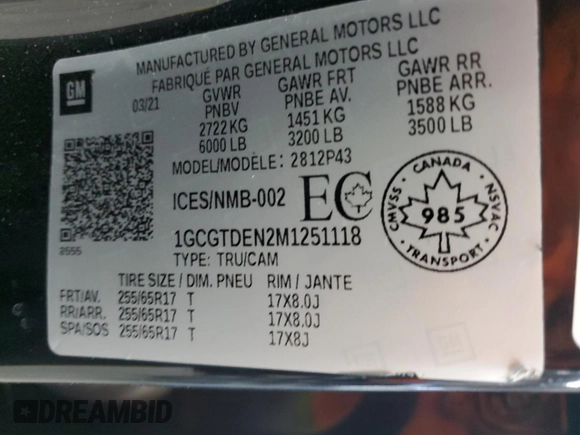 MANUFACTURED BY GENERAL MOTORS LLC
FABRIQUÉ PAR GENERAL MOTORS LLC
GM
03/21
GVWR GAWR FRT GAWR RR
PNBV PNBE AV. PNBE ARR.
2722 KG 1451 KG 1588 KG
6000 LB 3200 LB 3500 LB
MODEL/MODÈLE: 2812P43
ICES/NMB-002 EC
CANADA
CMVSS NSVAC
985
TRANSPORT
2555
1GCGTDEN2M1251118
TYPE: TRU/CAM
TIRE SIZE / DIM. PNEU RIM / JANTE
FRT/AV. 255/65R17 T 17X8.0J
RR/ARR. 255/65R17 T 17X8.0J
SPA/SOS 255/65R17 T 17X8J
DREAMBID